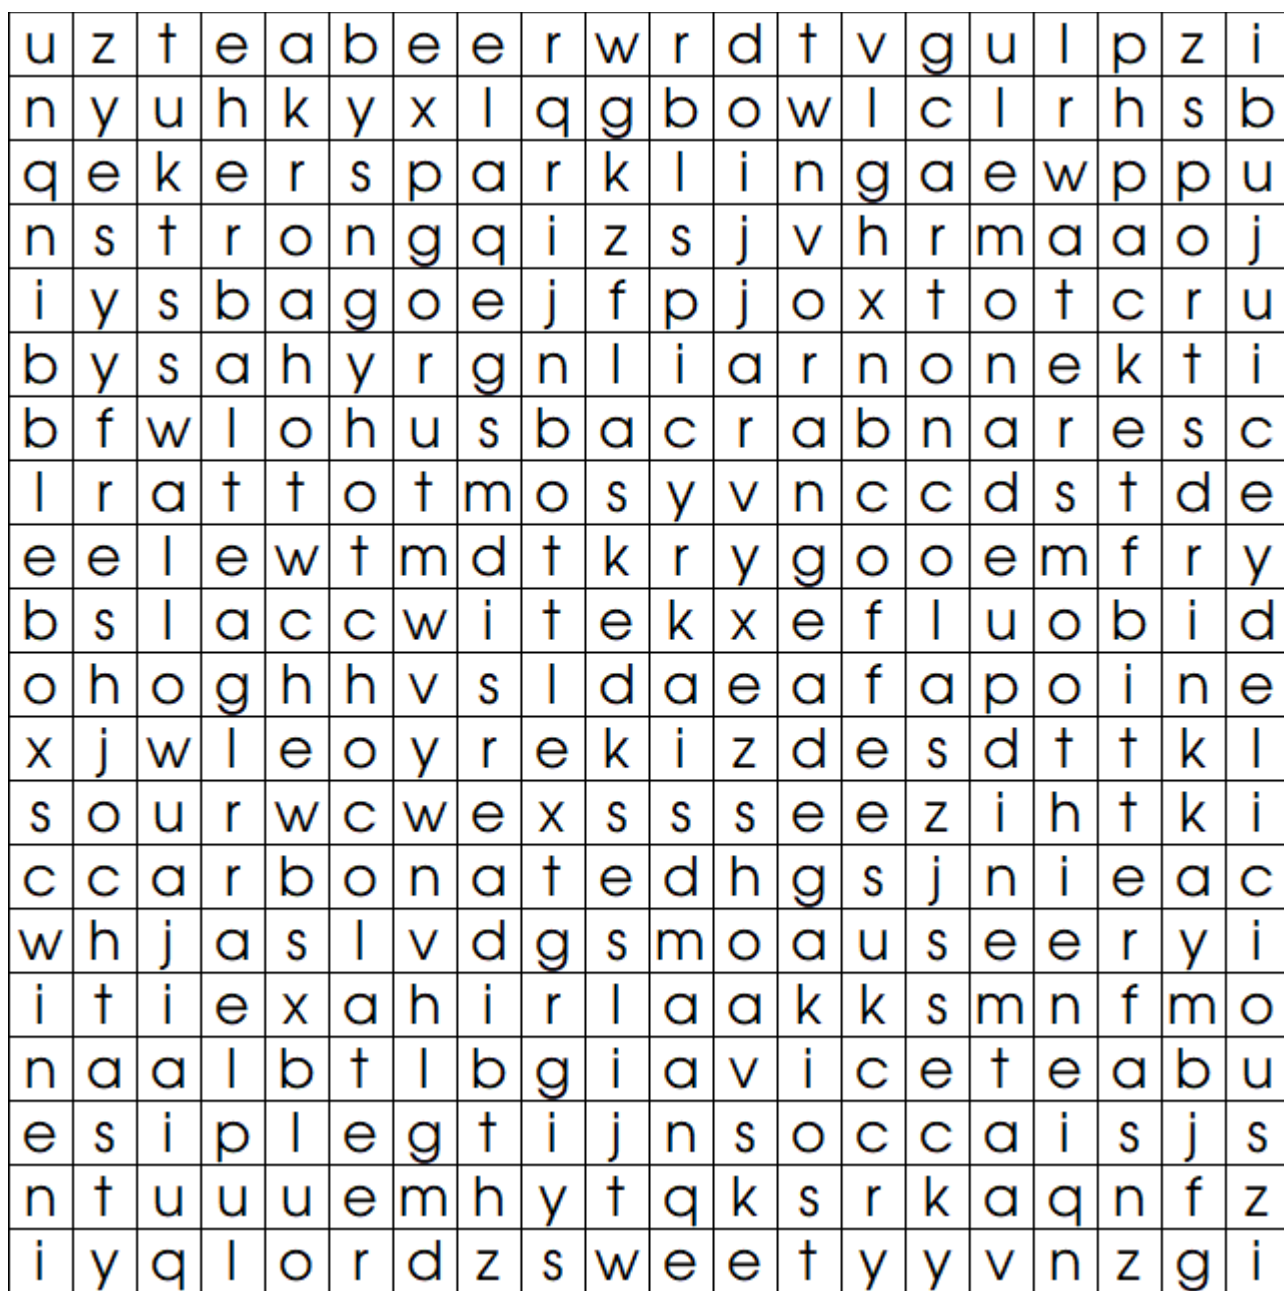 u z t e a b e e r w r d t v g u l p z i
n y u h k y x l q g b o w l c l r h s b
q e k e r s p a r k l i n g a e w p p u
n s t r o n g q i z s j v h r m a a o j
i y s b a g o e j f p j o x t o t c r u
b y s a h y r g n l i a r n o n e k t i
b f w l o h u s b a c r a b n a r e s c
l r a t t o t m o s y v n c c d s t d e
e e l e w t m d t k r y g o o e m f r y
b s l a c c w i t e k x e f l u o b i d
o h o g h h v s l d a e a f a p o i n e
x j w l e o y r e k i z d e s d t t k l
s o u r w c w e x s s s e e z i h t k i
c c a r b o n a t e d h g s j n i e a c
w h j a s l v d g s m o a u s e e r y i
i t i e x a h i r l a a k k s m n f m o
n a a l b t l b g i a v i c e t e a b u
e s i p l e g t i j n s o c c a i s j s
n t u u u e m h y t q k s r k a q n f z
i y q l o r d z s w e e t y y v n z g i